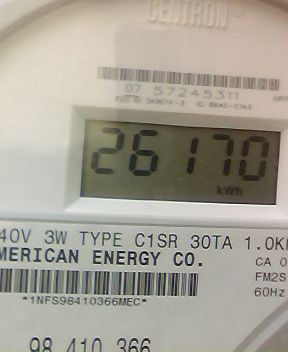 CENTRON®
07 57245311
26170
kWh
40V 3W TYPE C1SR 30TA 1.0K
MERICAN ENERGY CO.
CA 0
FM2S
60Hz
*1NFS98410366MEC*
98 410 366